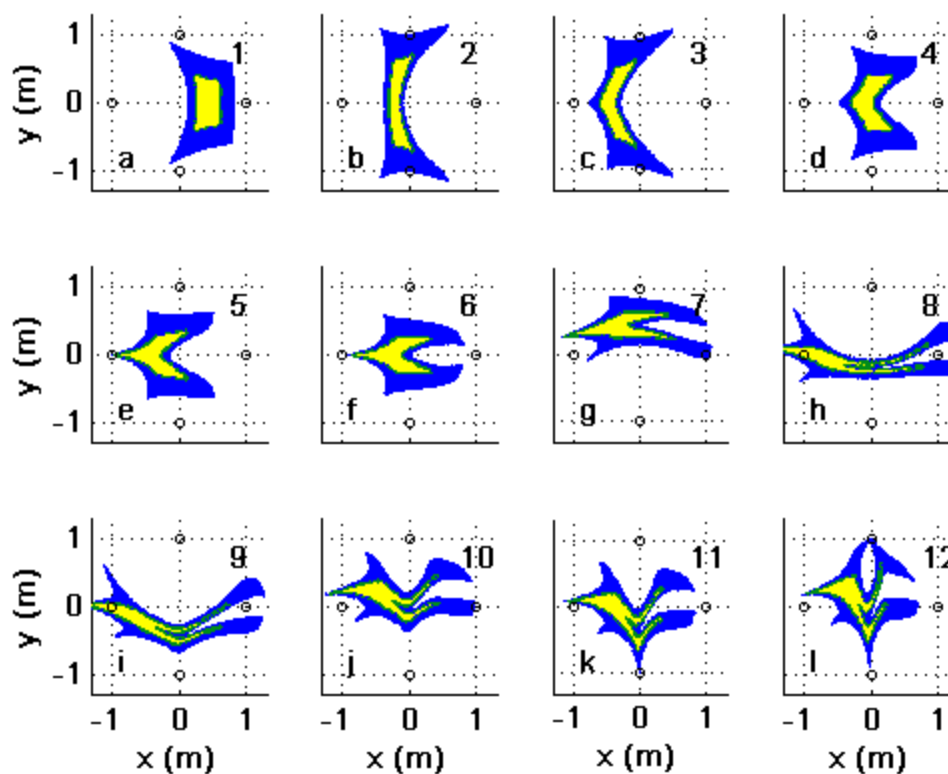 1
y (m)
1 2 3 4
0
-1
a b c d
y (m)
1
5 6 7 8
0
-1
e f g h
y (m)
1
9 10 11 12
0
-1
i j k l
-1 0 1 -1 0 1 -1 0 1 -1 0 1
x (m) x (m) x (m) x (m)